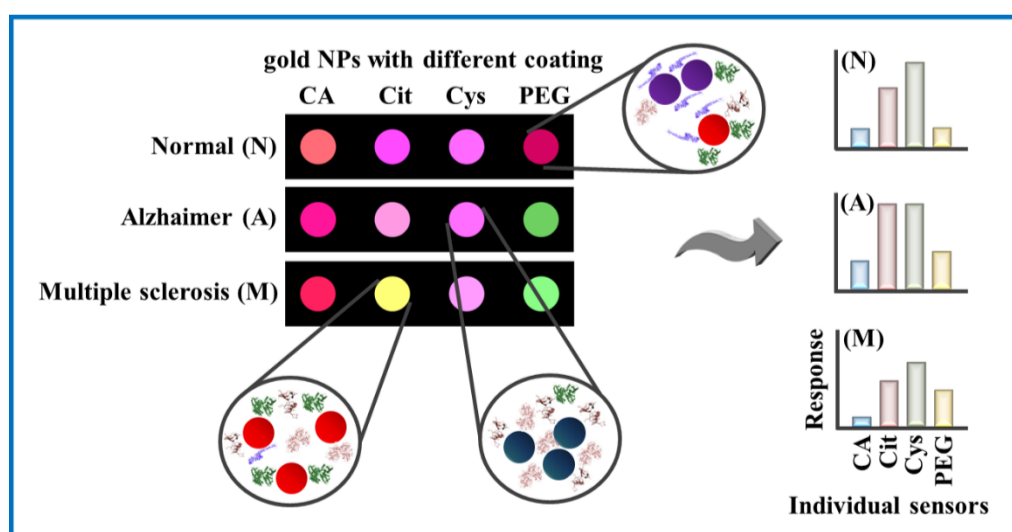 gold NPs with different coating
CA Cit Cys PEG
Normal (N)
Alzhaimer (A)
Multiple sclerosis (M)
(N)
(A)
(M)
Response
CA Cit Cys PEG
Individual sensors